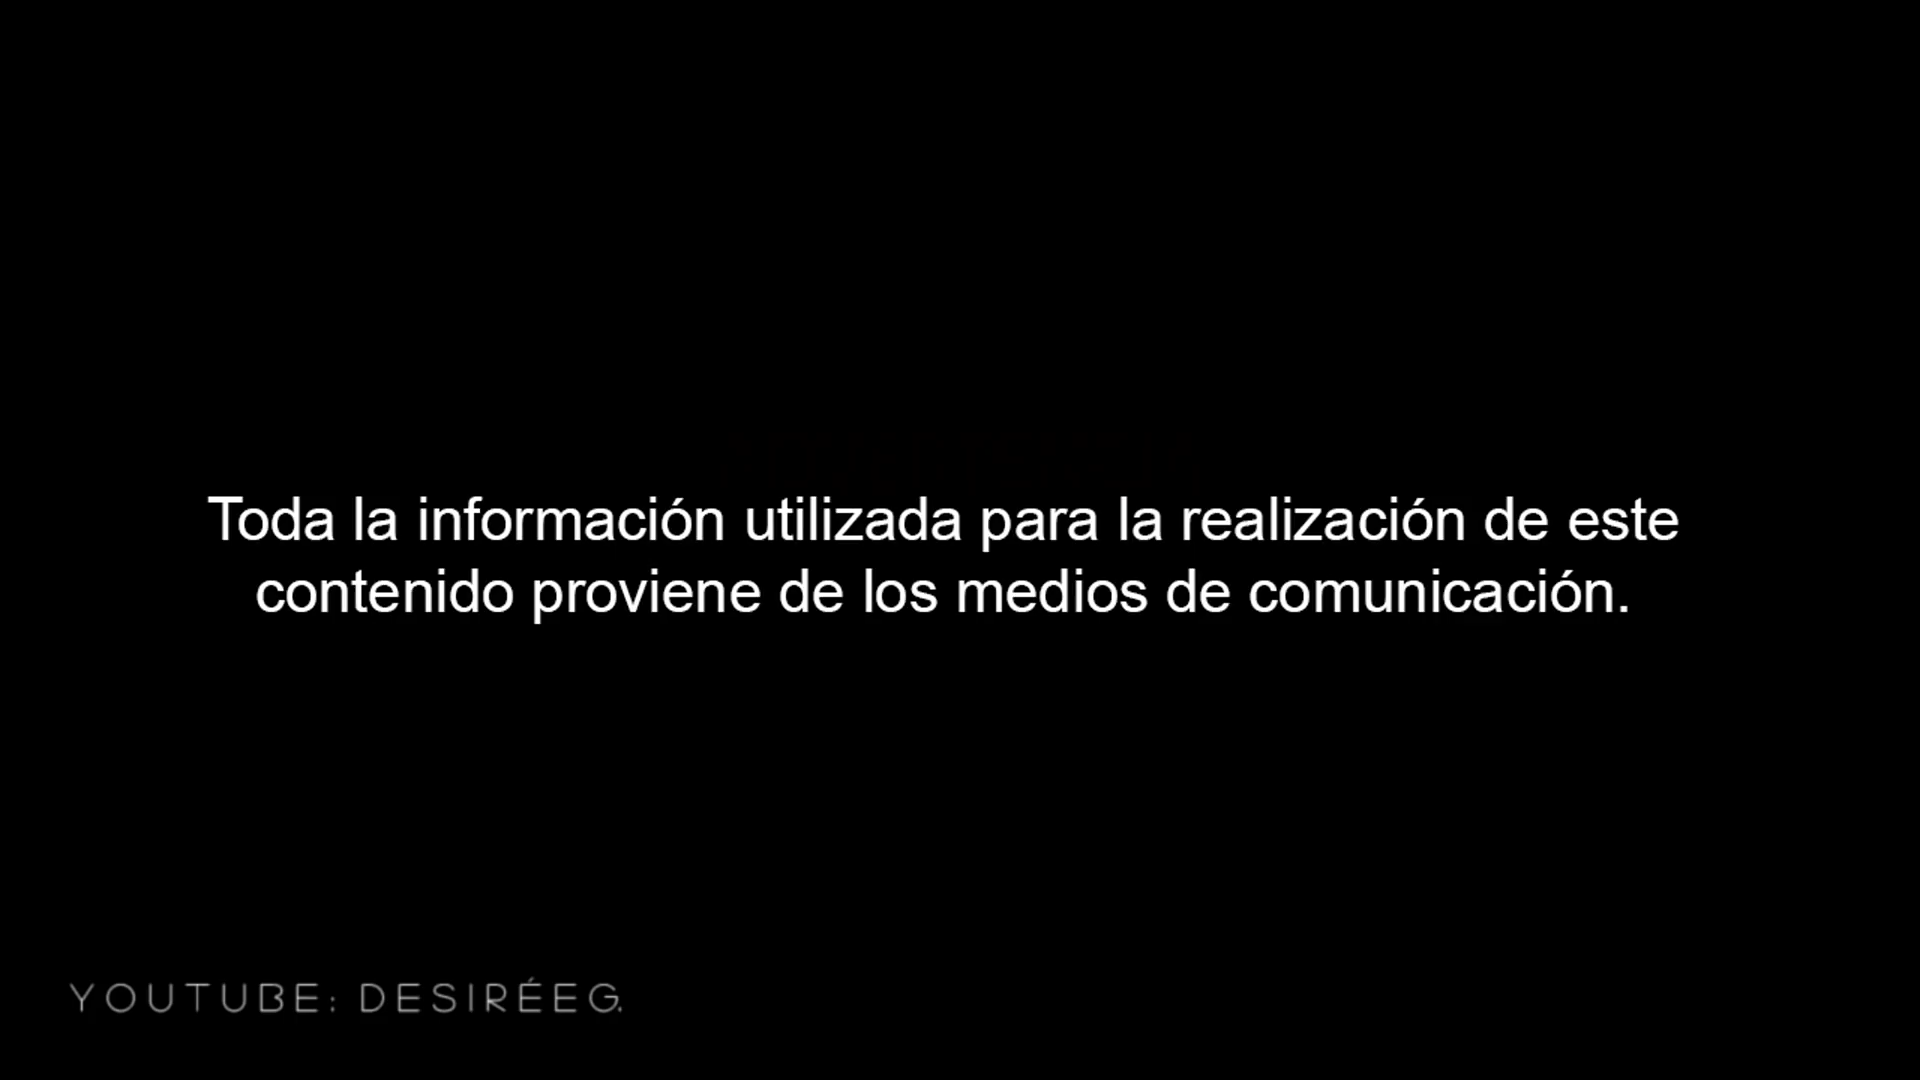 Toda la información utilizada para la realización de este
contenido proviene de los medios de comunicación.
YOUTUBE: DESIRÉEG.